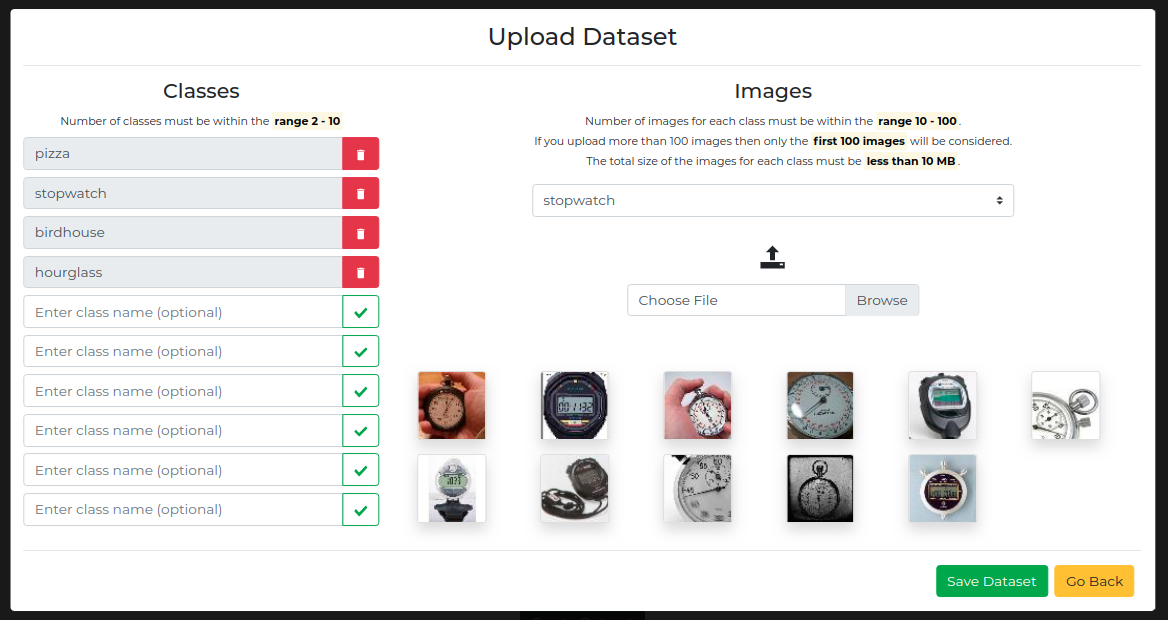 Upload Dataset
Classes
Number of classes must be within the range 2 - 10
pizza
stopwatch
birdhouse
hourglass
Enter class name (optional)
Enter class name (optional)
Enter class name (optional)
Enter class name (optional)
Enter class name (optional)
Enter class name (optional)
Images
Number of images for each class must be within the range 10 - 100.
If you upload more than 100 images then only the first 100 images will be considered.
The total size of the images for each class must be less than 10 MB.
stopwatch
Choose File
Browse
Save Dataset
Go Back